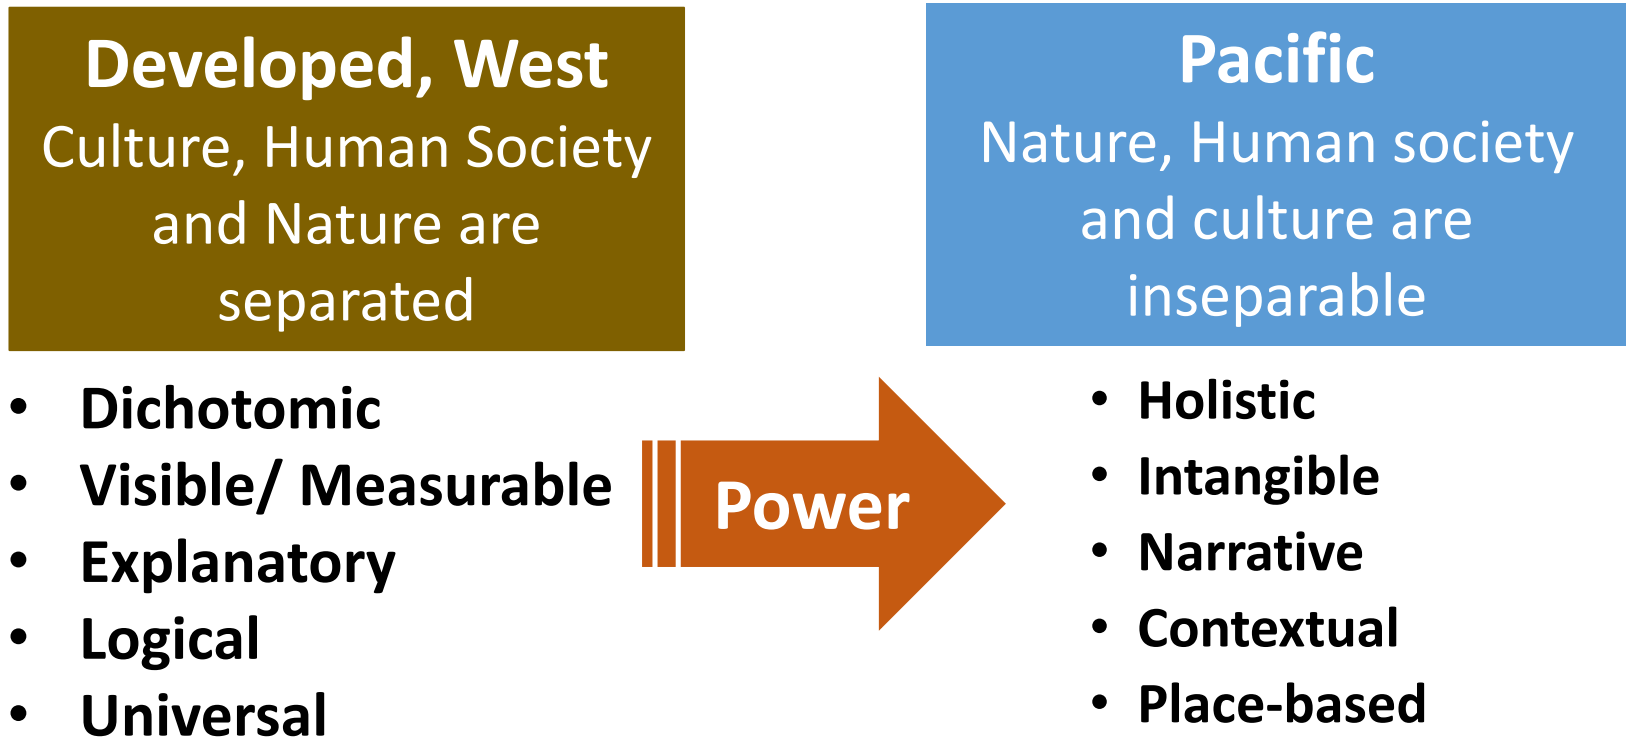 Developed, West
Culture, Human Society
and Nature are
separated
• Dichotomic
• Visible/ Measurable
• Explanatory
• Logical
• Universal
Power
Pacific
Nature, Human society
and culture are
inseparable
• Holistic
• Intangible
• Narrative
• Contextual
• Place-based